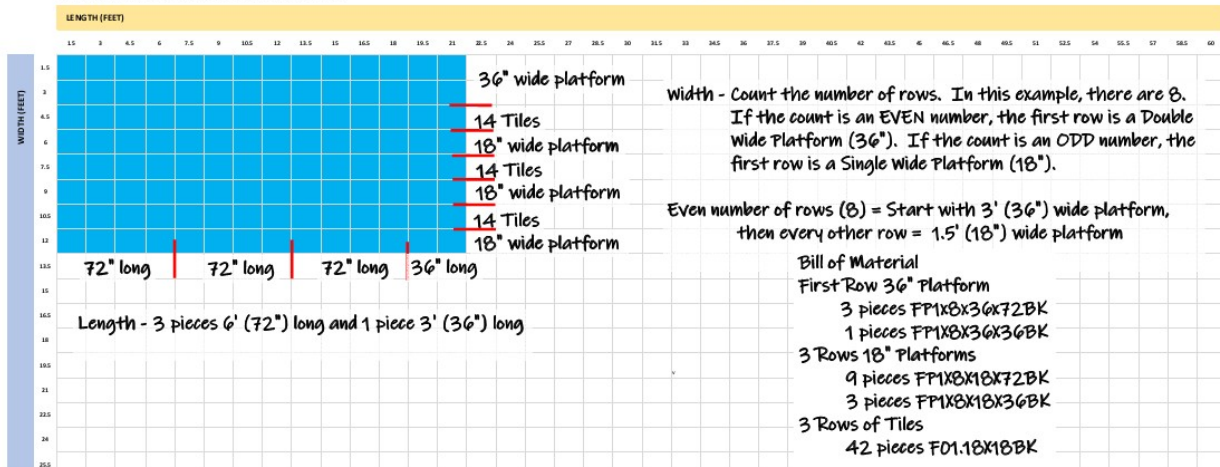 LENGTH (FEET)
1.5 3 4.5 6 7.5 9 10.5 12 13.5 15 16.5 18 19.5 21 22.5 24 25.5 27 28.5 30 31.5 33 34.5 36 37.5 39 40.5 42 43.5 45 46.5 48 49.5 51 52.5 54 55.5 57 58.5 60
WIDTH (FEET)
1.5
3
4.5
6
7.5
9
10.5
12
13.5
15
16.5
18
19.5
21
22.5
24
25.5
36" wide platform
14 Tiles
18" wide platform
14 Tiles
18" wide platform
14 Tiles
18" wide platform
72" long 72" long 72" long 36" long
Length - 3 pieces 6' (72") long and 1 piece 3' (36") long
Width - Count the number of rows. In this example, there are 8.
If the count is an EVEN number, the first row is a Double
Wide Platform (36"). If the count is an ODD number, the
first row is a Single Wide Platform (18").
Even number of rows (8) = Start with 3' (36") wide platform,
then every other row = 1.5' (18") wide platform
Bill of Material
First Row 36" Platform
3 pieces FP1X8X36X72BK
1 pieces FP1X8X36X36BK
3 Rows 18" Platforms
9 pieces FP1X8X18X72BK
3 pieces FP1X8X18X36BK
3 Rows of Tiles
42 pieces F01.18X18BK